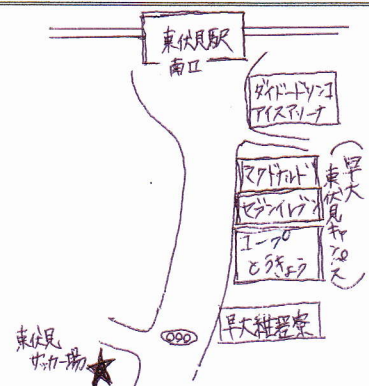 東伏見駅
南口
ダイドードリンコ
アイスアリーナ
マクドナルド
セブンイレブン
コープ
とうきょう
(早大
東伏見キャンパス)
早大紺碧寮
東伏見
サッカー場